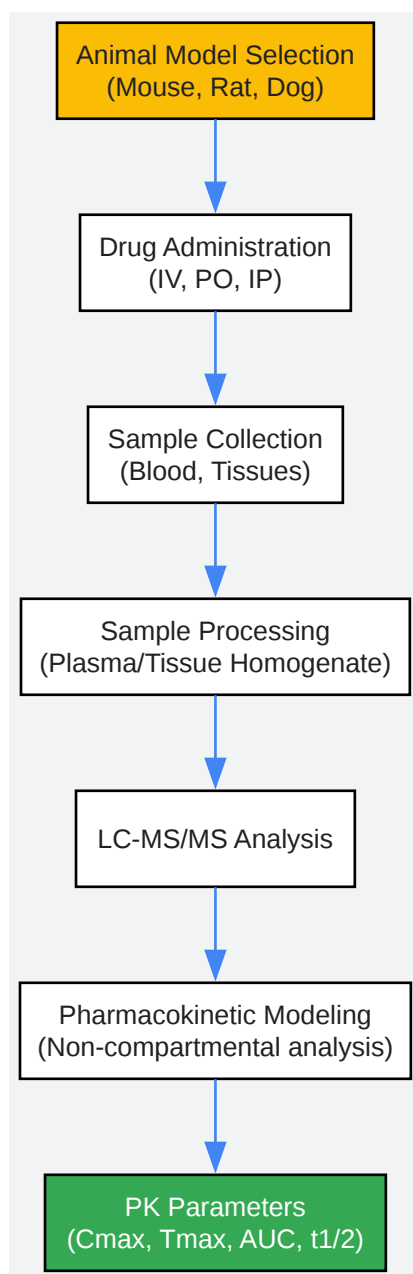 Animal Model Selection
(Mouse, Rat, Dog)
Drug Administration
(IV, PO, IP)
Sample Collection
(Blood, Tissues)
Sample Processing
(Plasma/Tissue Homogenate)
LC-MS/MS Analysis
Pharmacokinetic Modeling
(Non-compartmental analysis)
PK Parameters
(Cmax, Tmax, AUC, t1/2)